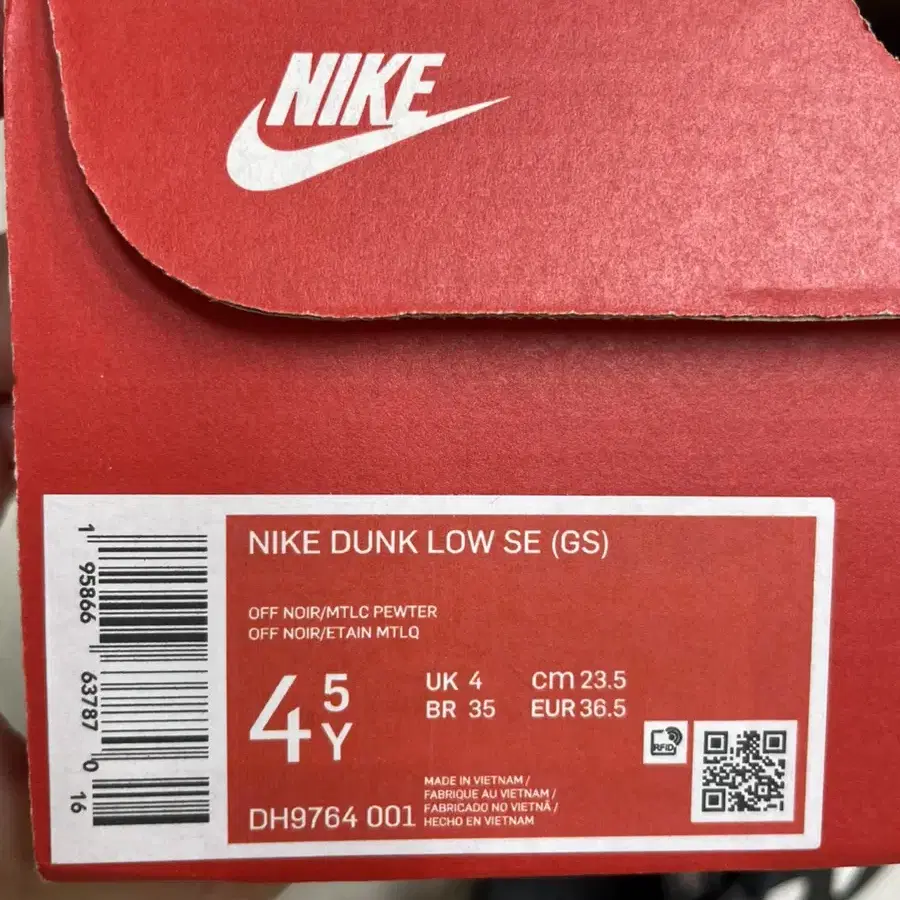 NIKE
NIKE DUNK LOW SE (GS)
OFF NOIR/MTLC PEWTER
OFF NOIR/ETAIN MTLQ
4 5 Y
UK 4 cm 23.5
BR 35 EUR 36.5
RFID
MADE IN VIETNAM /
FABRIQUE AU VIETNAM /
FABRICADO NO VIETNÃ /
HECHO EN VIETNAM
DH9764 001
1 95866 63787 0 16